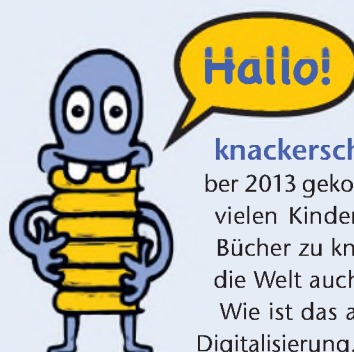 Hallo!
knackersch
ber 2013 geko
vielen Kinder
Bücher zu kn
die Welt auch
Wie ist das a
Digitalisierung.